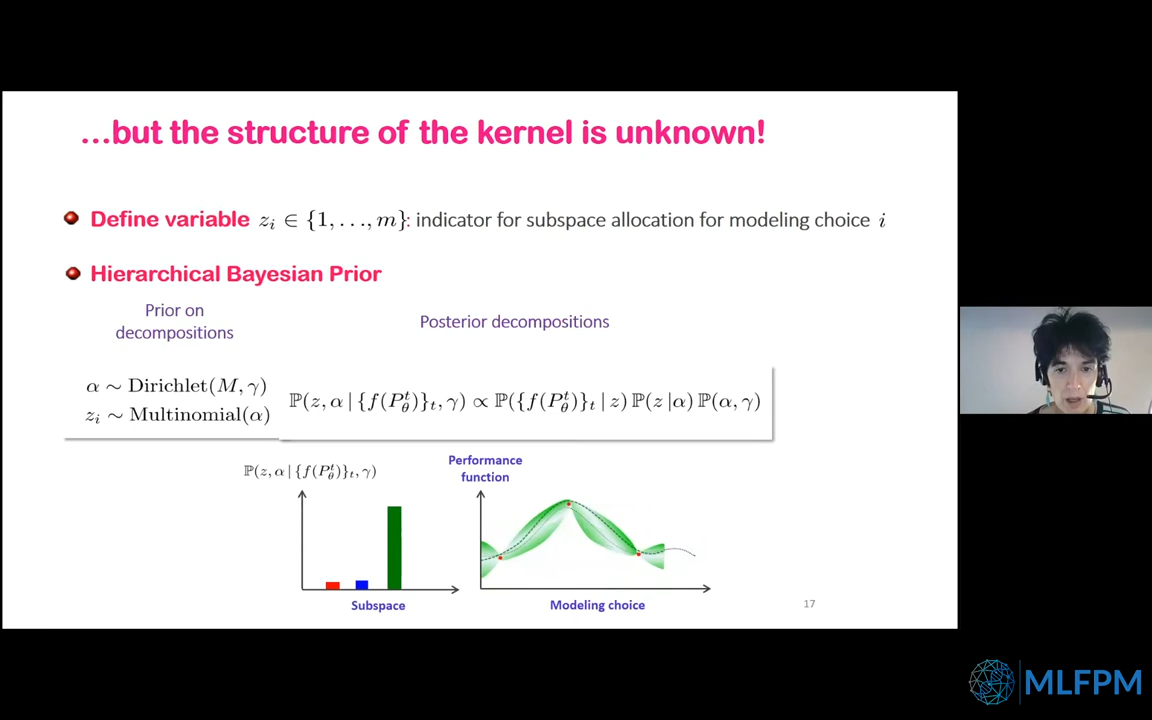 ...but the structure of the kernel is unknown!
Define variable z_i ∈ {1, . . . , m}: indicator for subspace allocation for modeling choice i
Hierarchical Bayesian Prior
Prior on
decompositions
Posterior decompositions
α ∼ Dirichlet(M, γ)
z_i ∼ Multinomial(α)
ℙ(z, α | {f(P_θ^t)}_t, γ) ∝ ℙ({f(P_θ^t)}_t | z) ℙ(z |α) ℙ(α, γ)
ℙ(z, α | {f(P_θ^t)}_t, γ)
Subspace
Performance
function
Modeling choice
17
MLFPM